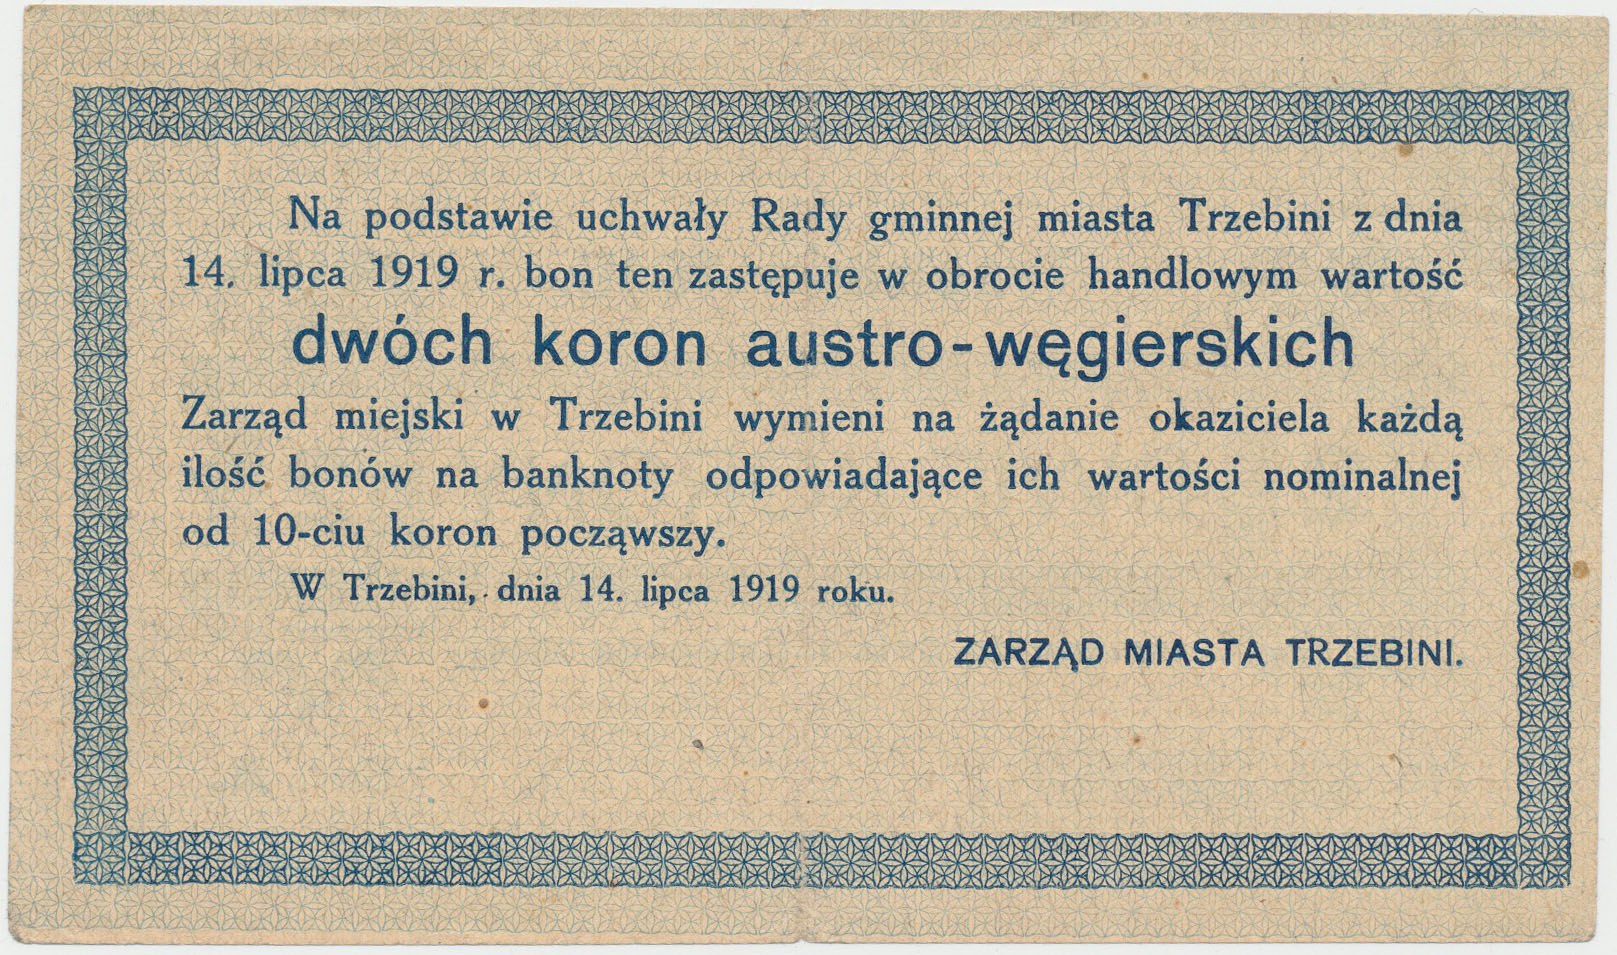 Na podstawie uchwały Rady gminnej miasta Trzebini z dnia
14. lipca 1919 r. bon ten zastępuje w obrocie handlowym wartość
dwóch koron austro-węgierskich
Zarząd miejski w Trzebini wymieni na żądanie okaziciela każdą
ilość bonów na banknoty odpowiadające ich wartości nominalnej
od 10-ciu koron począwszy.
W Trzebini, dnia 14. lipca 1919 roku.
ZARZĄD MIASTA TRZEBINI.